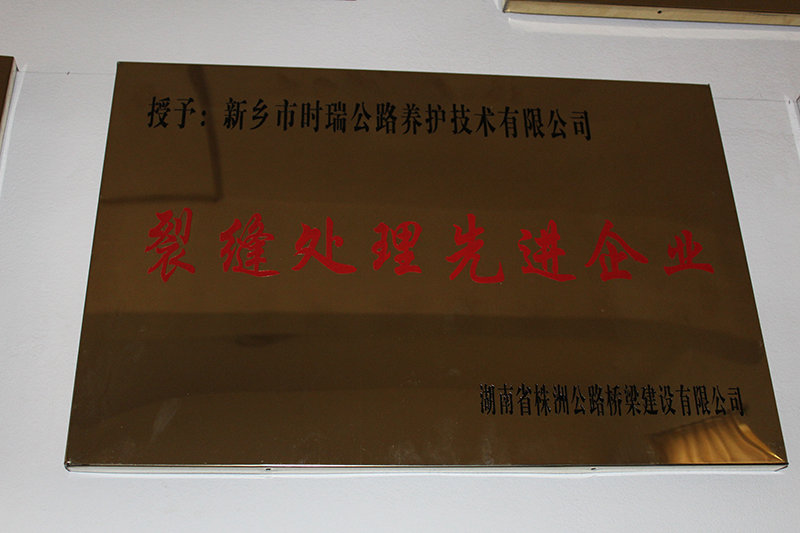 授予：新乡市时瑞公路养护技术有限公司
裂缝处理先进企业
湖南省株洲公路桥梁建设有限公司